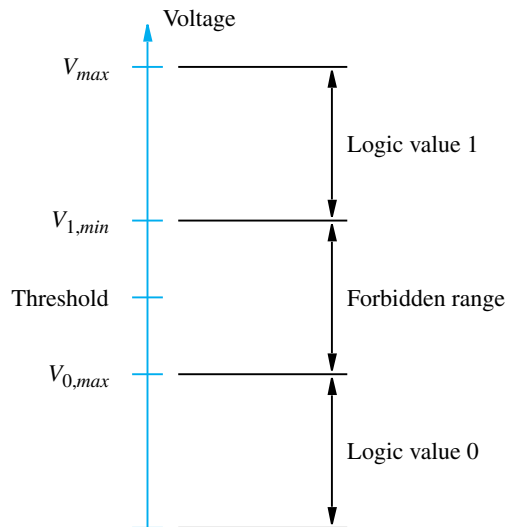 Voltage
V_max
Logic value 1
V_1,min
Threshold
Forbidden range
V_0,max
Logic value 0